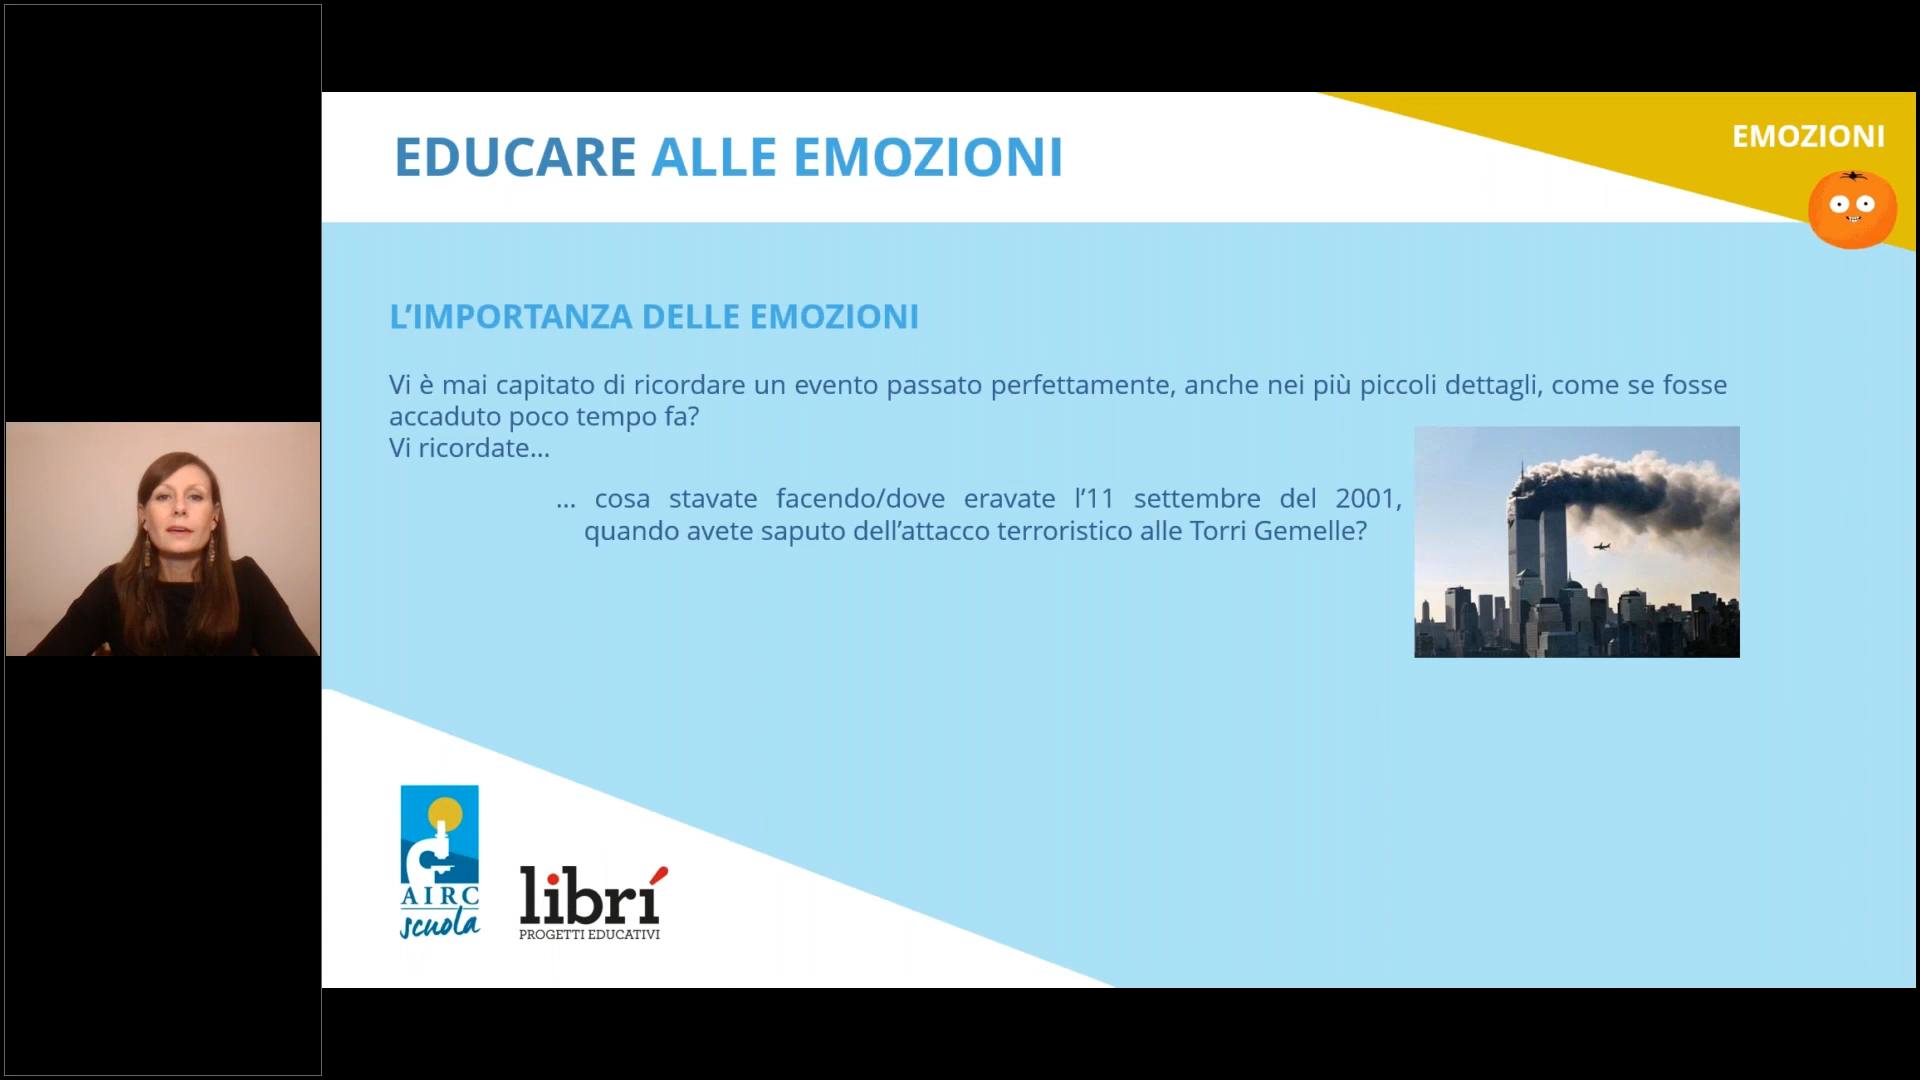 EDUCARE ALLE EMOZIONI
EMOZIONI
L'IMPORTANZA DELLE EMOZIONI
Vi è mai capitato di ricordare un evento passato perfettamente, anche nei più piccoli dettagli, come se fosse
accaduto poco tempo fa?
Vi ricordate...
... cosa stavate facendo/dove eravate l'11 settembre del 2001,
quando avete saputo dell'attacco terroristico alle Torri Gemelle?
AIRC
scuola
librí
PROGETTI EDUCATIVI